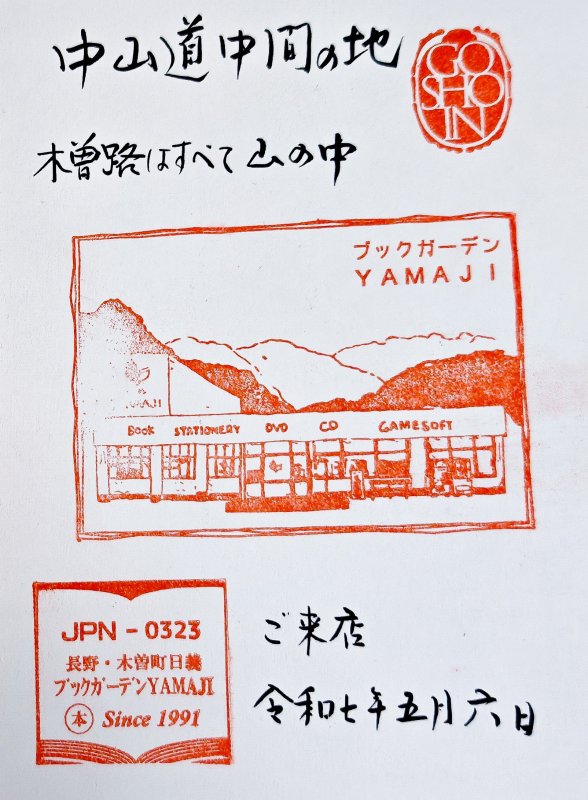 中山道中間の地
GO
SHO
IN
木曽路はすべて山の中
ブックガーデン
YAMAJI
YAMAJI
BOOK STATIONERY DVD CD GAMESOFT
JPN - 0323
長野・木曽町日義
ブックガーデンYAMAJI
本 Since 1991
ご来店
令和七年五月六日